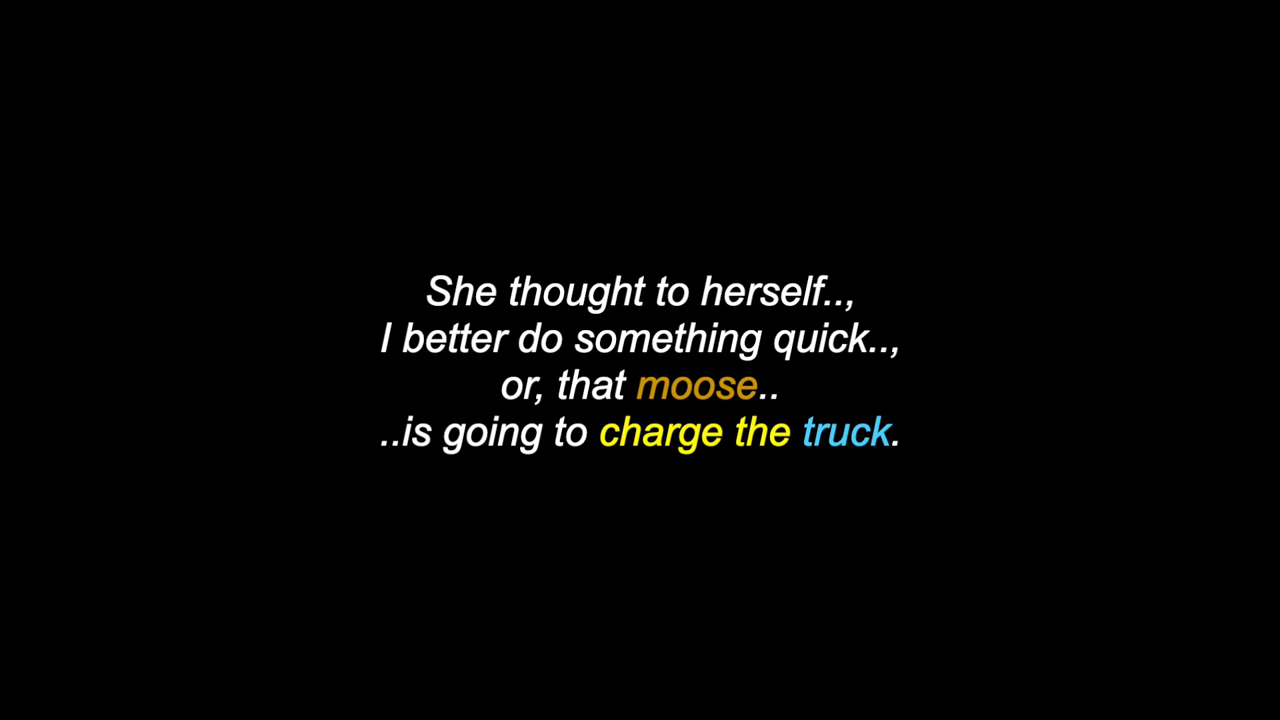 She thought to herself..,
I better do something quick..,
or, that moose..
..is going to charge the truck.